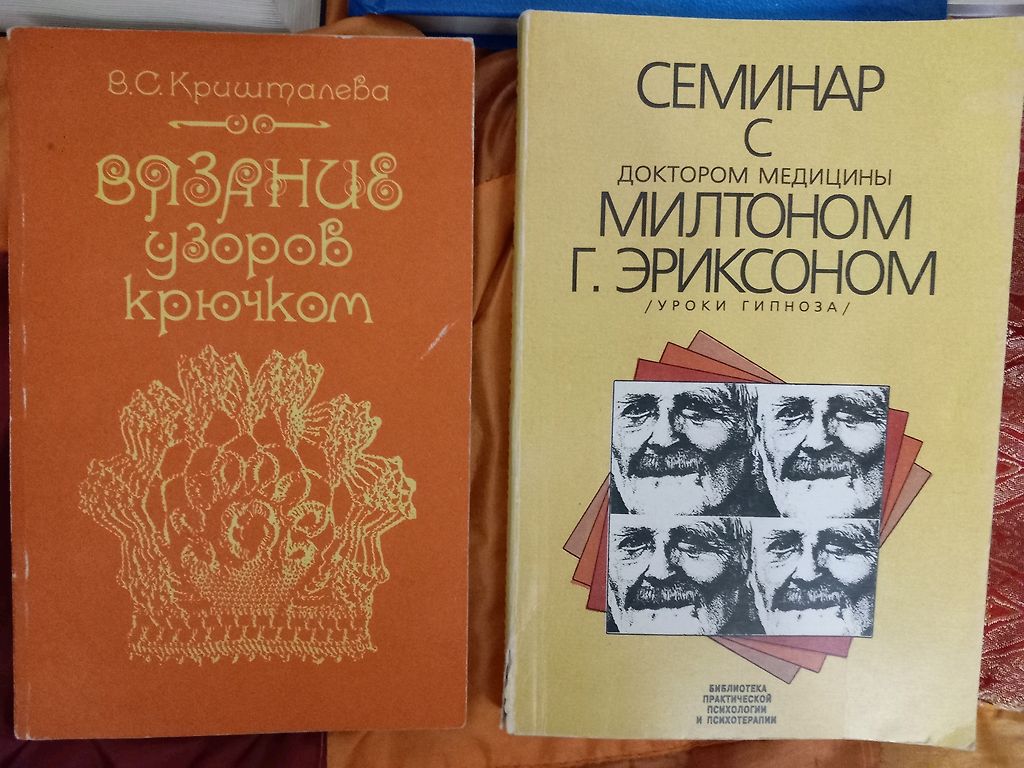 В.С. Кришталева
Вязание
узоров
крючком
СЕМИНАР
С
ДОКТОРОМ МЕДИЦИНЫ
МИЛТОНОМ
Г. ЭРИКСОНОМ
/УРОКИ ГИПНОЗА/
БИБЛИОТЕКА
ПРАКТИЧЕСКОЙ
ПСИХОЛОГИИ
И ПСИХОТЕРАПИИ